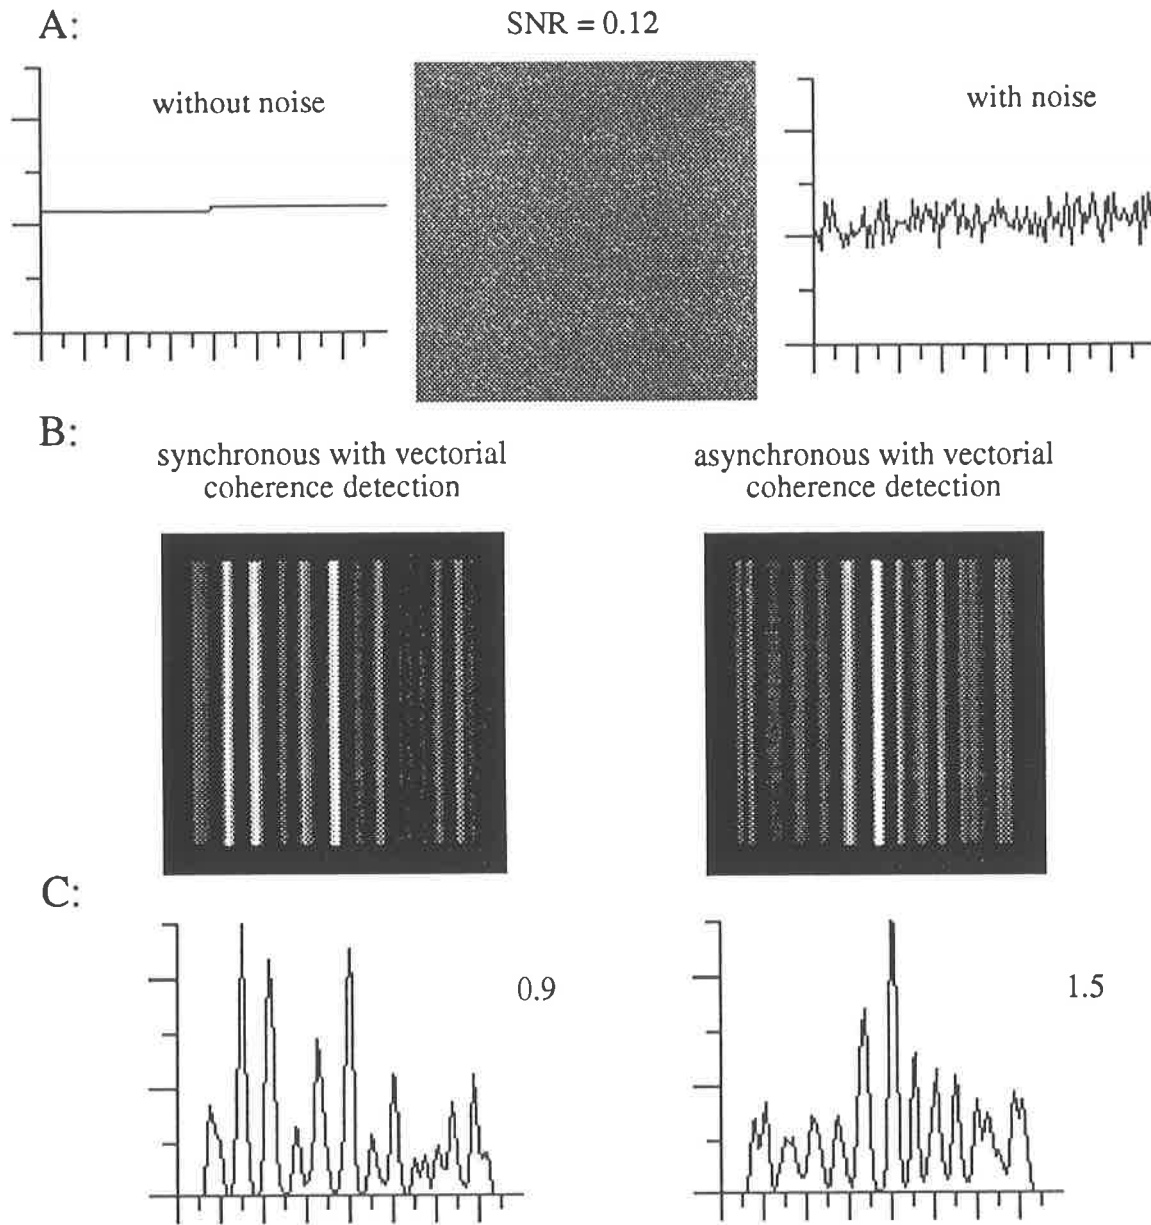 A:
SNR = 0.12
without noise
with noise
B:
synchronous with vectorial
coherence detection
asynchronous with vectorial
coherence detection
C:
0.9
1.5